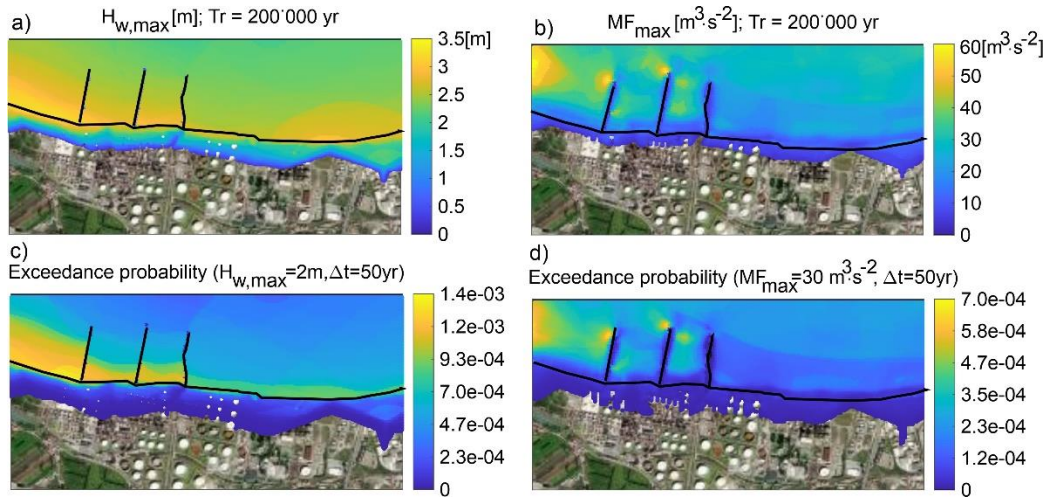 a)
H_w,max [m]; Tr = 200'000 yr
3.5[m]
3
2.5
2
1.5
1
0.5
0
b)
MF_max [m³·s⁻²]; Tr = 200'000 yr
60[m³·s⁻²]
50
40
30
20
10
0
c)
Exceedance probability (H_w,max=2m,Δt=50yr)
1.4e-03
1.2e-03
9.3e-04
7.0e-04
4.7e-04
2.3e-04
0
d)
Exceedance probability (MF_max=30 m³·s⁻², Δt=50yr)
7.0e-04
5.8e-04
4.7e-04
3.5e-04
2.3e-04
1.2e-04
0